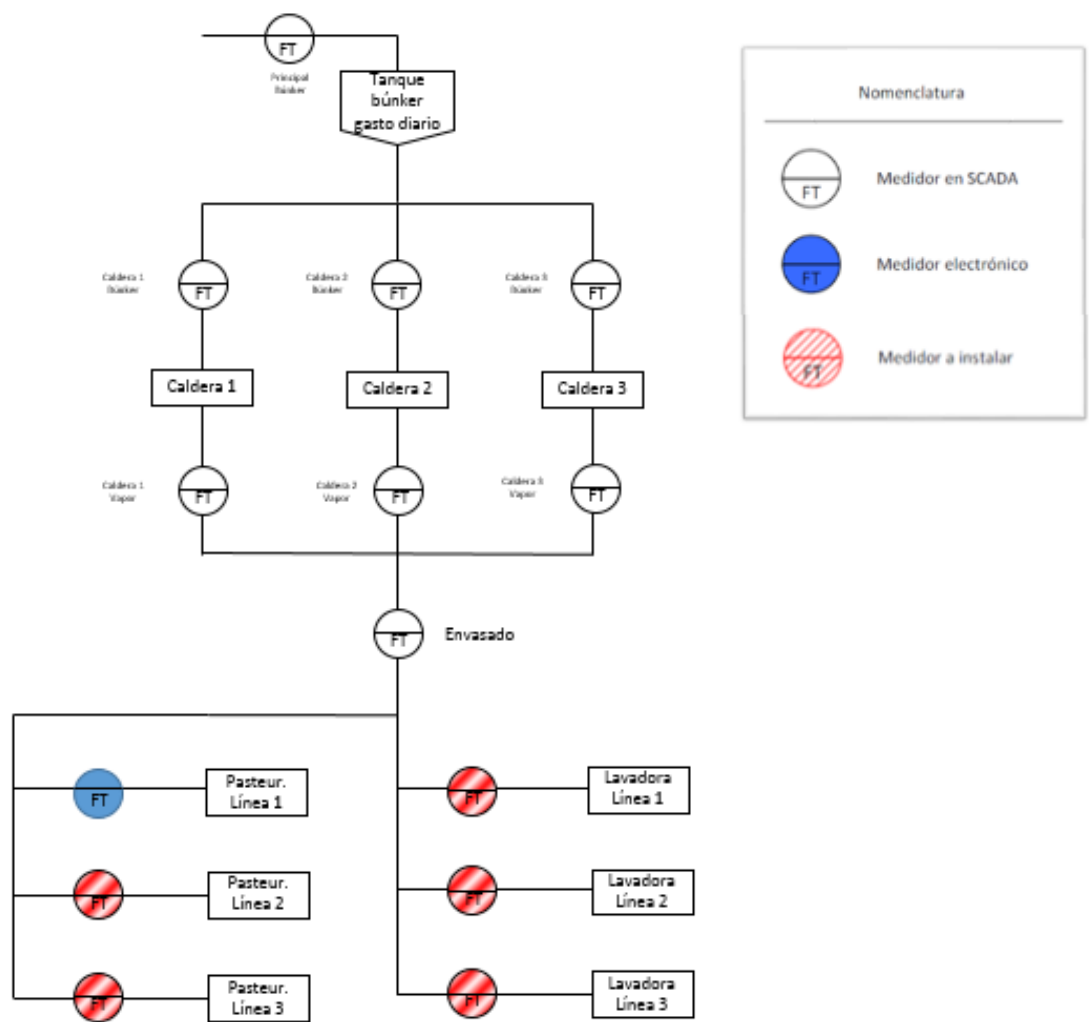 FT
Principal
Búnker
Tanque
búnker
gasto diario
Nomenclatura
FT
Medidor en SCADA
FT
Medidor electrónico
FT
Medidor a instalar
Caldera 1
Búnker
FT
Caldera 2
Búnker
FT
Caldera 3
Búnker
FT
Caldera 1
Caldera 2
Caldera 3
Caldera 1
Vapor
FT
Caldera 2
Vapor
FT
Caldera 3
Vapor
FT
FT
Envasado
FT
Pasteur.
Línea 1
FT
Lavadora
Línea 1
FT
Pasteur.
Línea 2
FT
Lavadora
Línea 2
FT
Pasteur.
Línea 3
FT
Lavadora
Línea 3